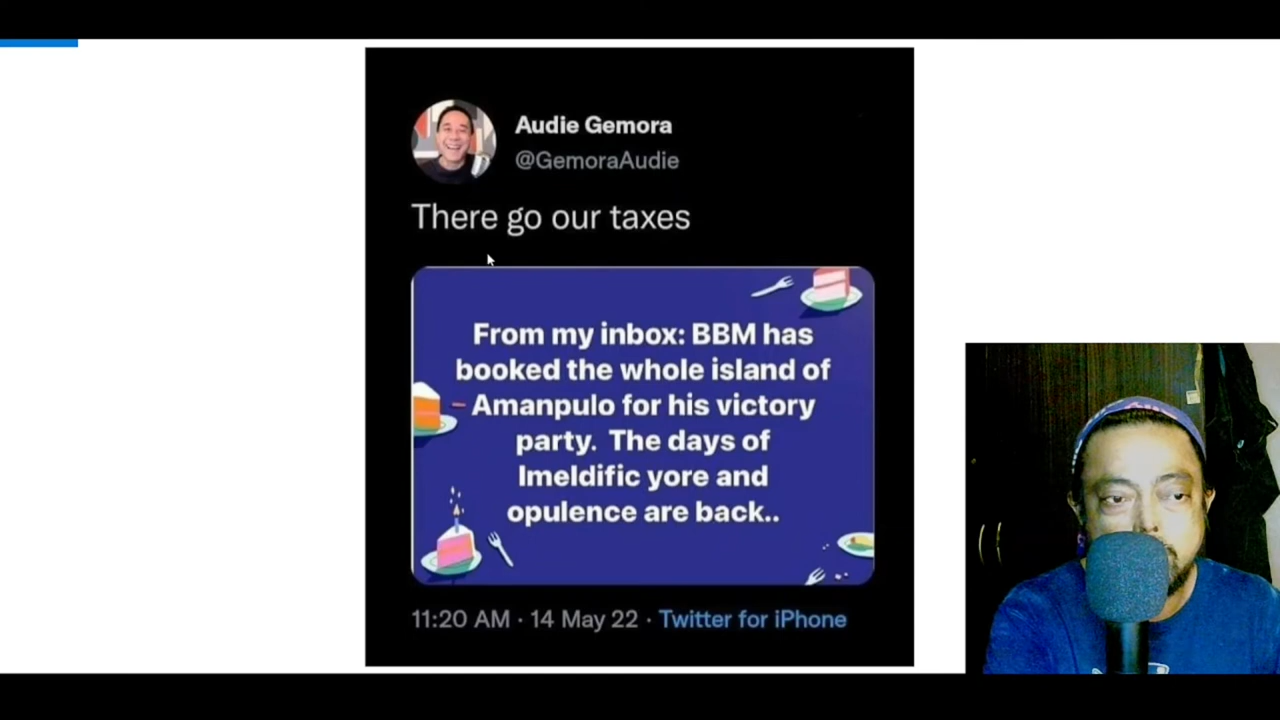 Audie Gemora
@GemoraAudie
There go our taxes
From my inbox: BBM has
booked the whole island of
Amanpulo for his victory
party. The days of
Imeldific yore and
opulence are back..
11:20 AM · 14 May 22 · Twitter for iPhone